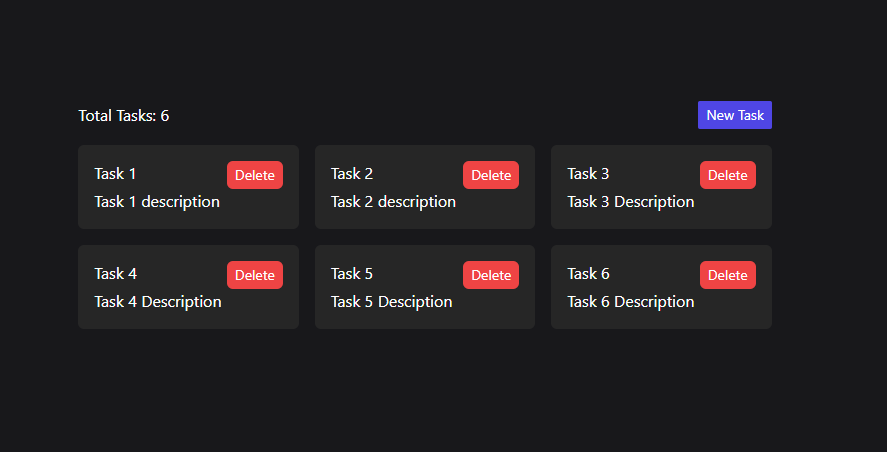 Total Tasks: 6
New Task
Task 1
Delete
Task 1 description
Task 2
Delete
Task 2 description
Task 3
Delete
Task 3 Description
Task 4
Delete
Task 4 Description
Task 5
Delete
Task 5 Desciption
Task 6
Delete
Task 6 Description